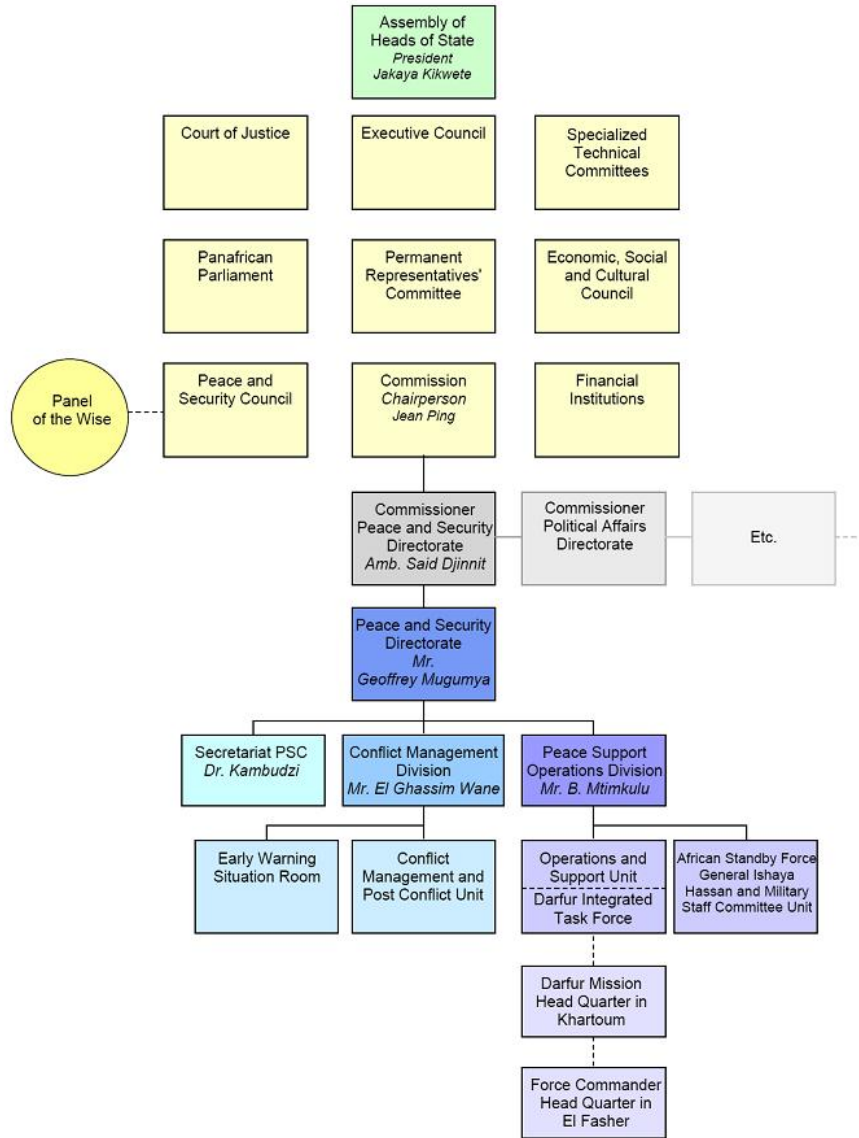 Assembly of
Heads of State
President
Jakaya Kikwete
Court of Justice
Executive Council
Specialized
Technical
Committees
Panafrican
Parliament
Permanent
Representatives'
Committee
Economic, Social
and Cultural
Council
Panel
of the Wise
Peace and
Security Council
Commission
Chairperson
Jean Ping
Financial
Institutions
Commissioner
Peace and Security
Directorate
Amb. Said Djinnit
Commissioner
Political Affairs
Directorate
Etc.
Peace and Security
Directorate
Mr.
Geoffrey Mugumya
Secretariat PSC
Dr. Kambudzi
Conflict Management
Division
Mr. El Ghassim Wane
Peace Support
Operations Division
Mr. B. Mtimkulu
Early Warning
Situation Room
Conflict
Management and
Post Conflict Unit
Operations and
Support Unit
Darfur Integrated
Task Force
African Standby Force
General Ishaya
Hassan and Military
Staff Committee Unit
Darfur Mission
Head Quarter in
Khartoum
Force Commander
Head Quarter in
El Fasher